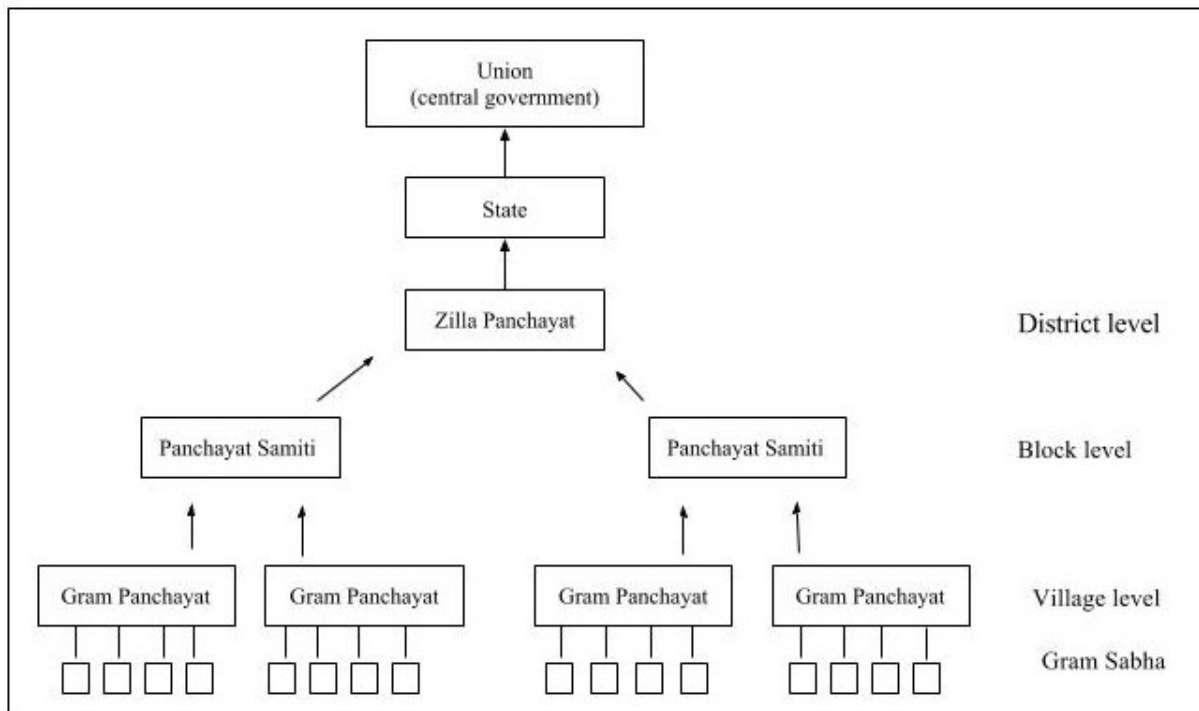 Union
(central government)
State
Zilla Panchayat
District level
Panchayat Samiti
Panchayat Samiti
Block level
Gram Panchayat
Gram Panchayat
Gram Panchayat
Gram Panchayat
Village level
Gram Sabha